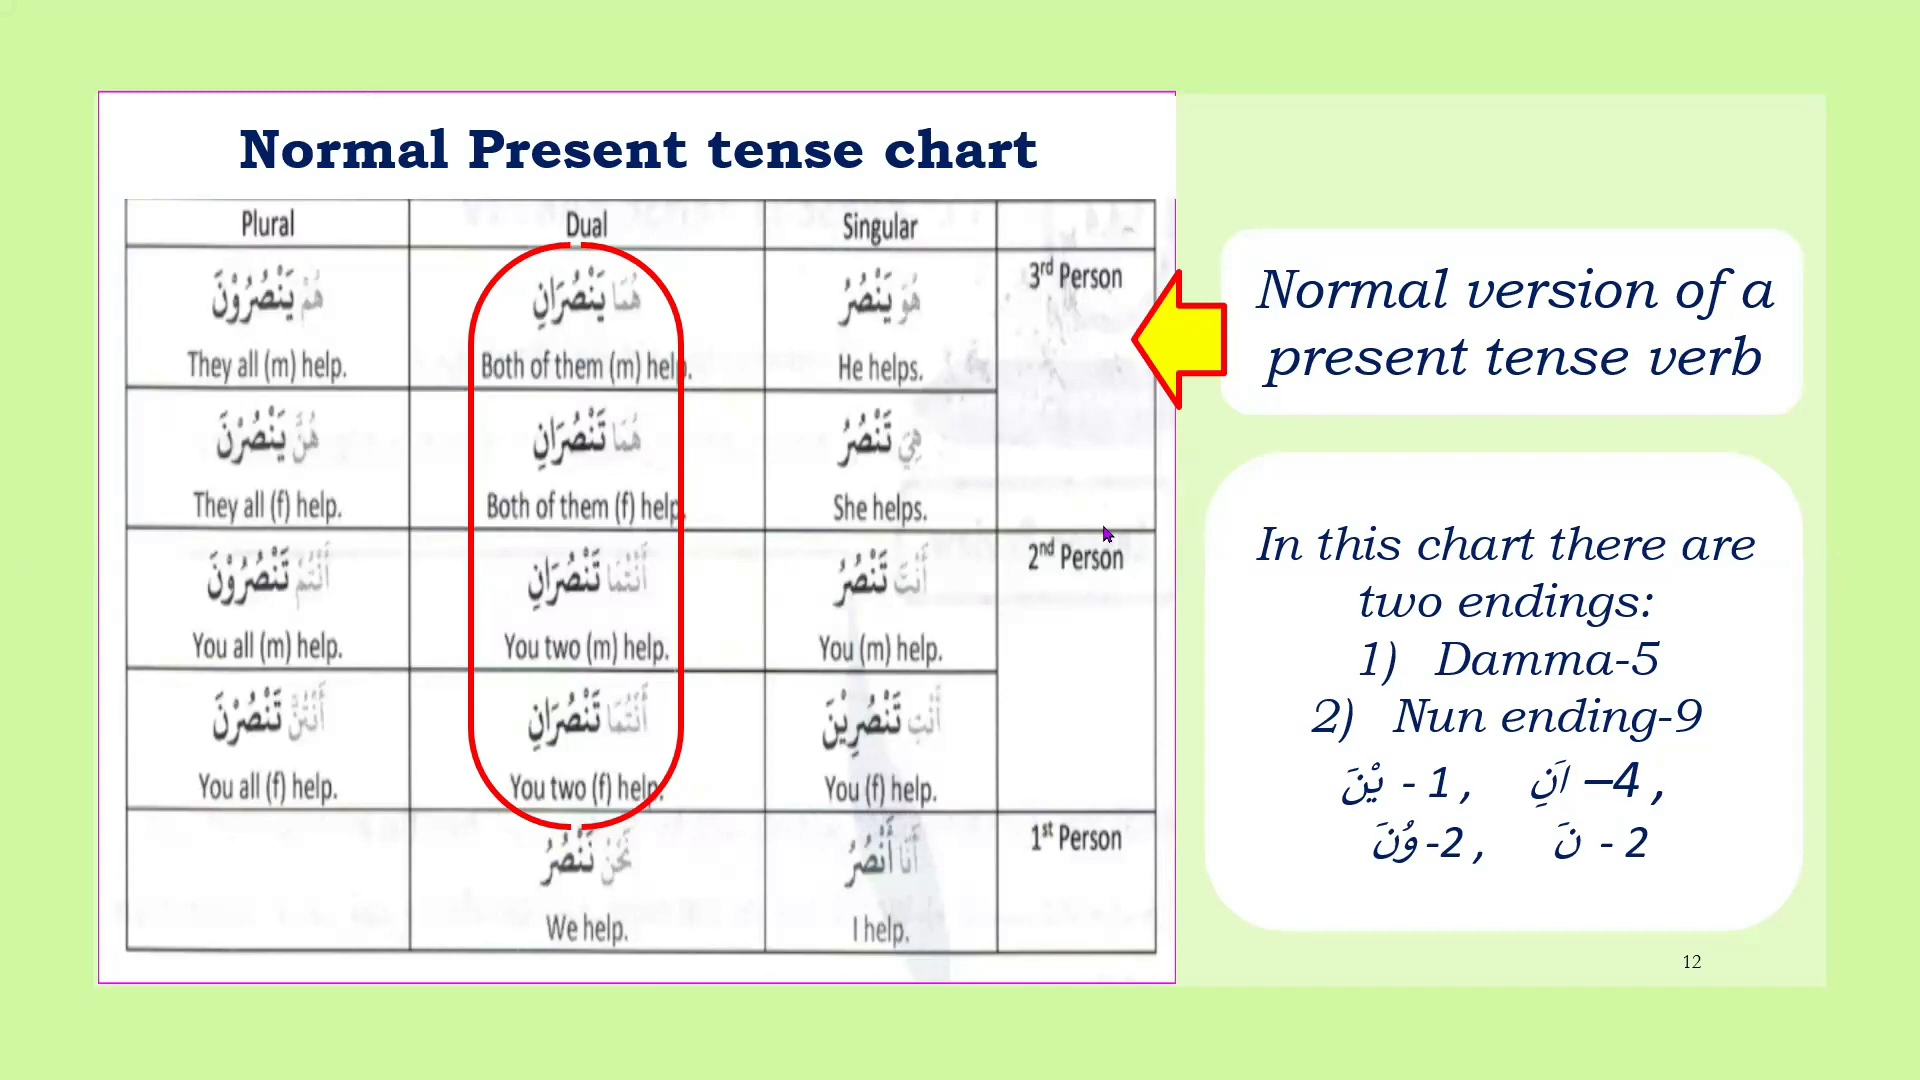 Normal Present tense chart
Plural Dual Singular
هُمْ يَنْصُرُوْنَ هُمَا يَنْصُرَانِ هُوَ يَنْصُرُ 3rd Person
They all (m) help. Both of them (m) help. He helps.
هُنَّ يَنْصُرْنَ هُمَا تَنْصُرَانِ هِيَ تَنْصُرُ
They all (f) help. Both of them (f) help. She helps.
أَنْتُمْ تَنْصُرُوْنَ أَنْتُمَا تَنْصُرَانِ أَنْتَ تَنْصُرُ 2nd Person
You all (m) help. You two (m) help. You (m) help.
أَنْتُنَّ تَنْصُرْنَ أَنْتُمَا تَنْصُرَانِ أَنْتِ تَنْصُرِيْنَ
You all (f) help. You two (f) help. You (f) help.
نَحْنُ نَنْصُرُ أَنَا أَنْصُرُ 1st Person
We help. I help.
Normal version of a
present tense verb
In this chart there are
two endings:
1) Damma-5
2) Nun ending-9
يْنَ - 1 , انِ – 4 ,
وُنَ -2 , نَ - 2
12